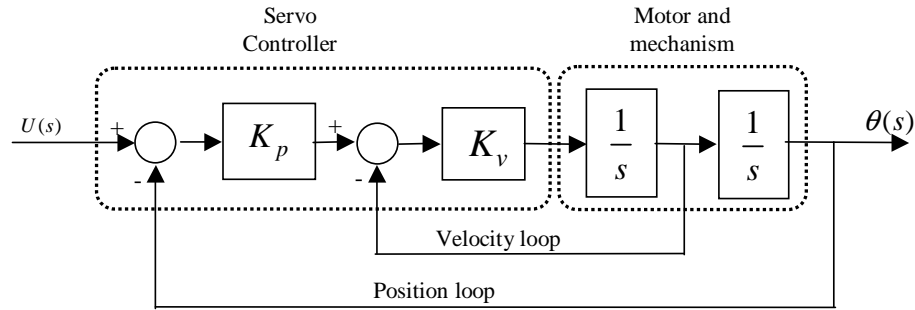 Servo
Controller
Motor and
mechanism
U(s)
+
-
K_p
+
-
K_v
1
s
1
s
θ(s)
Velocity loop
Position loop